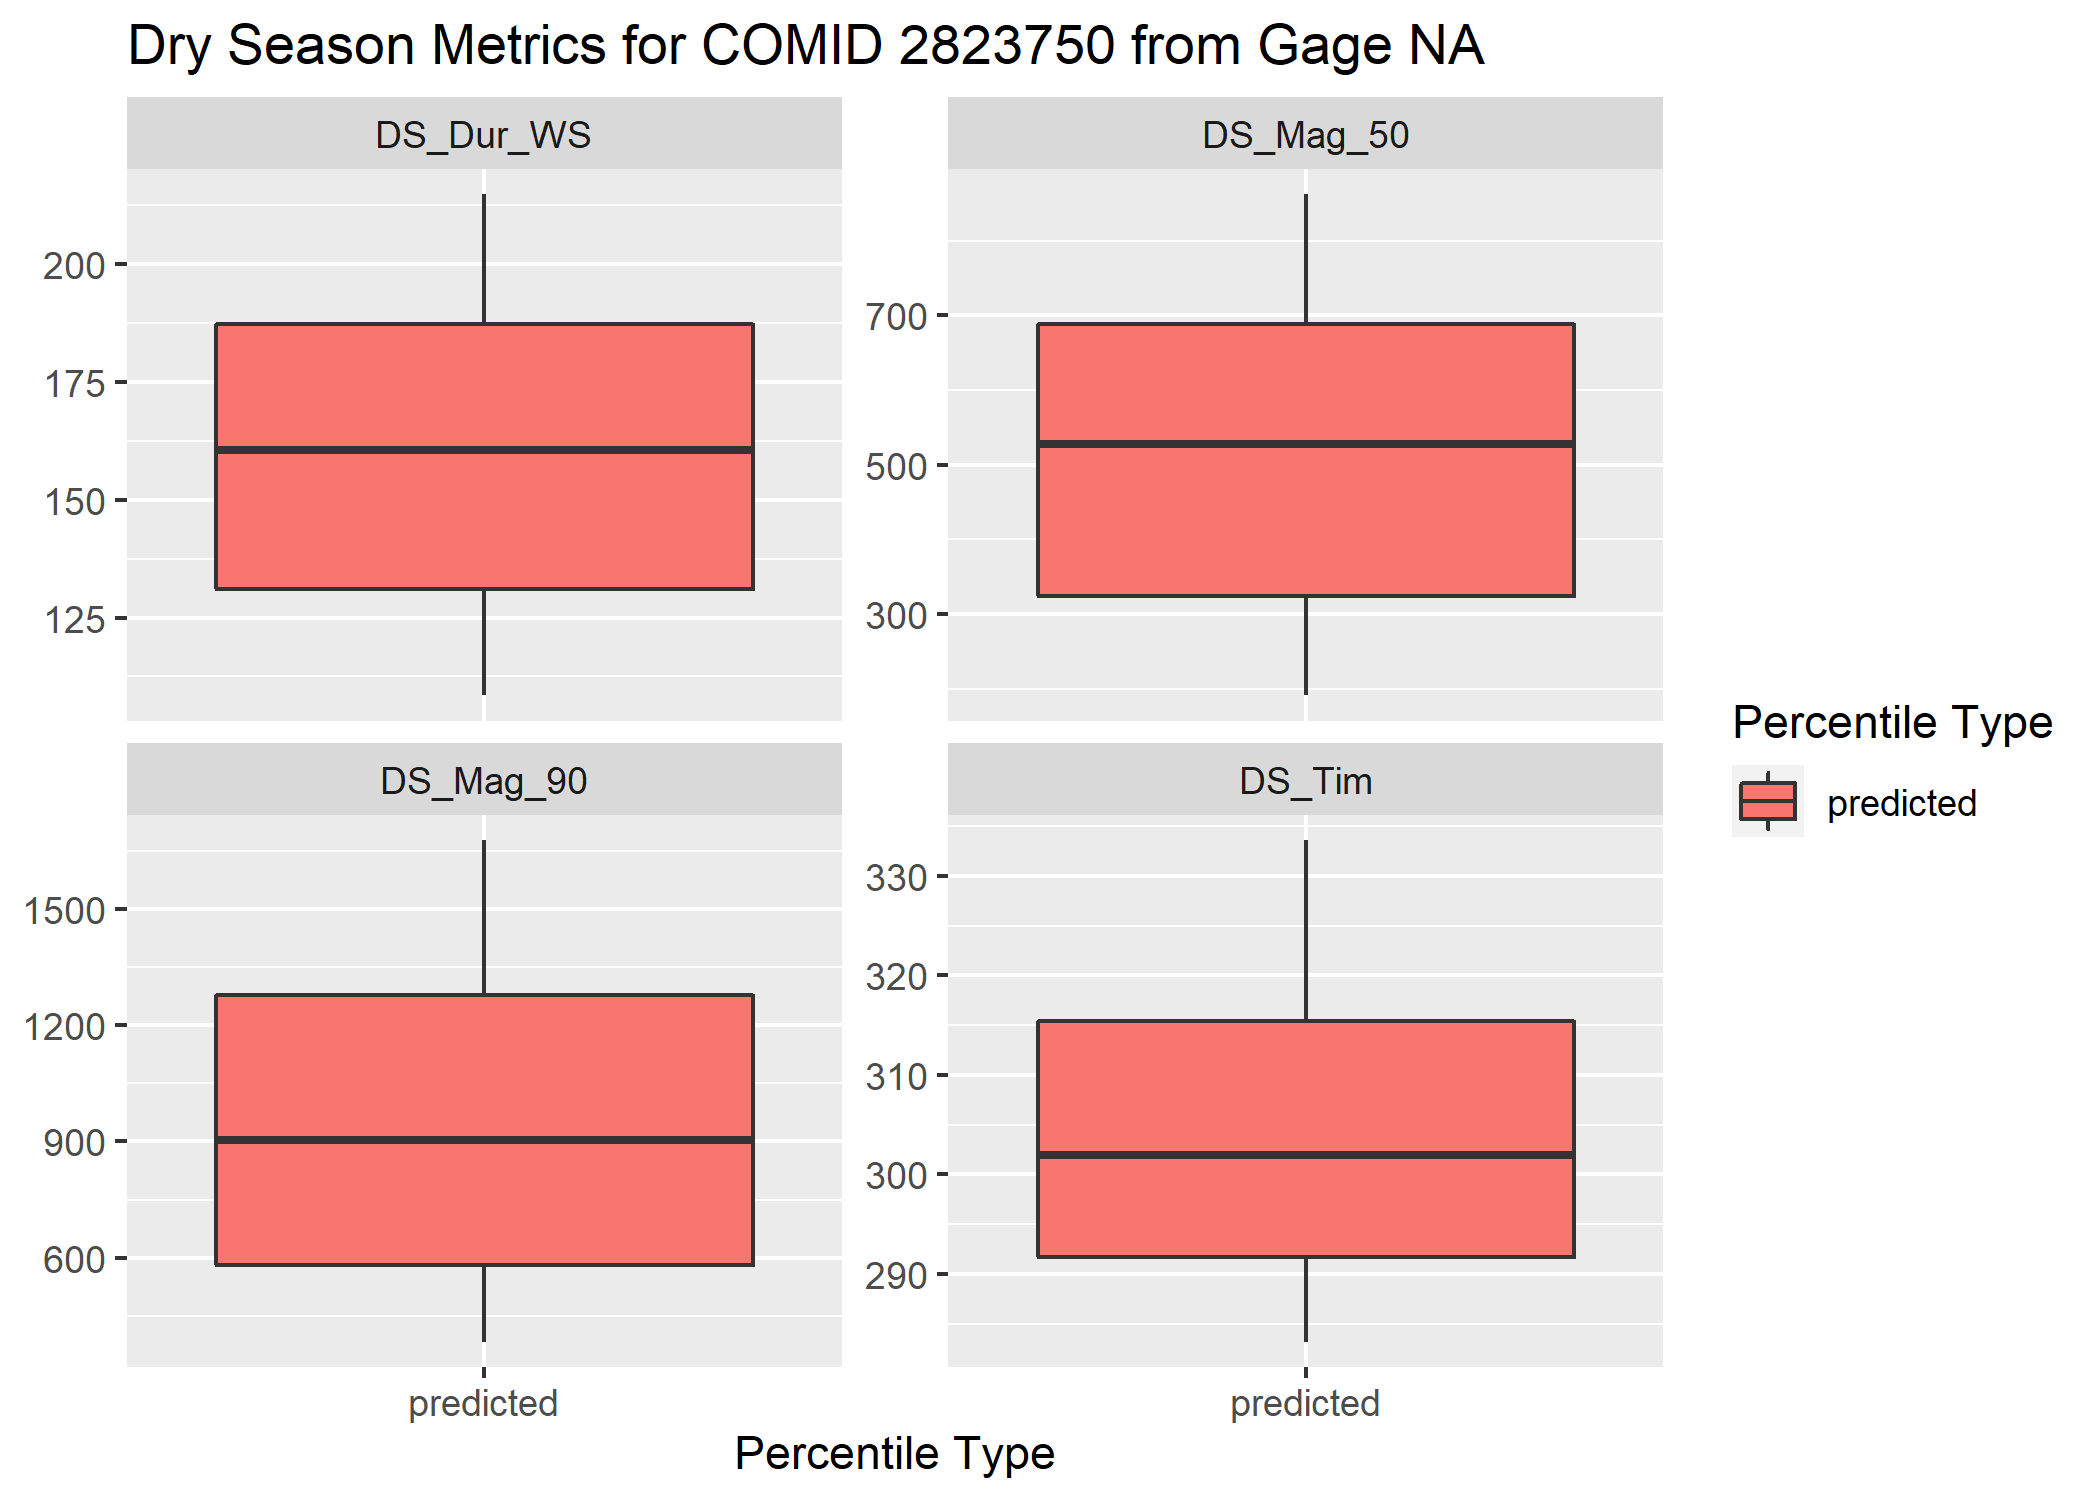 Dry Season Metrics for COMID 2823750 from Gage NA
DS_Dur_WS
DS_Mag_50
200
175
150
125
700
500
300
DS_Mag_90
DS_Tim
1500
1200
900
600
330
320
310
300
290
predicted
predicted
Percentile Type
Percentile Type
predicted